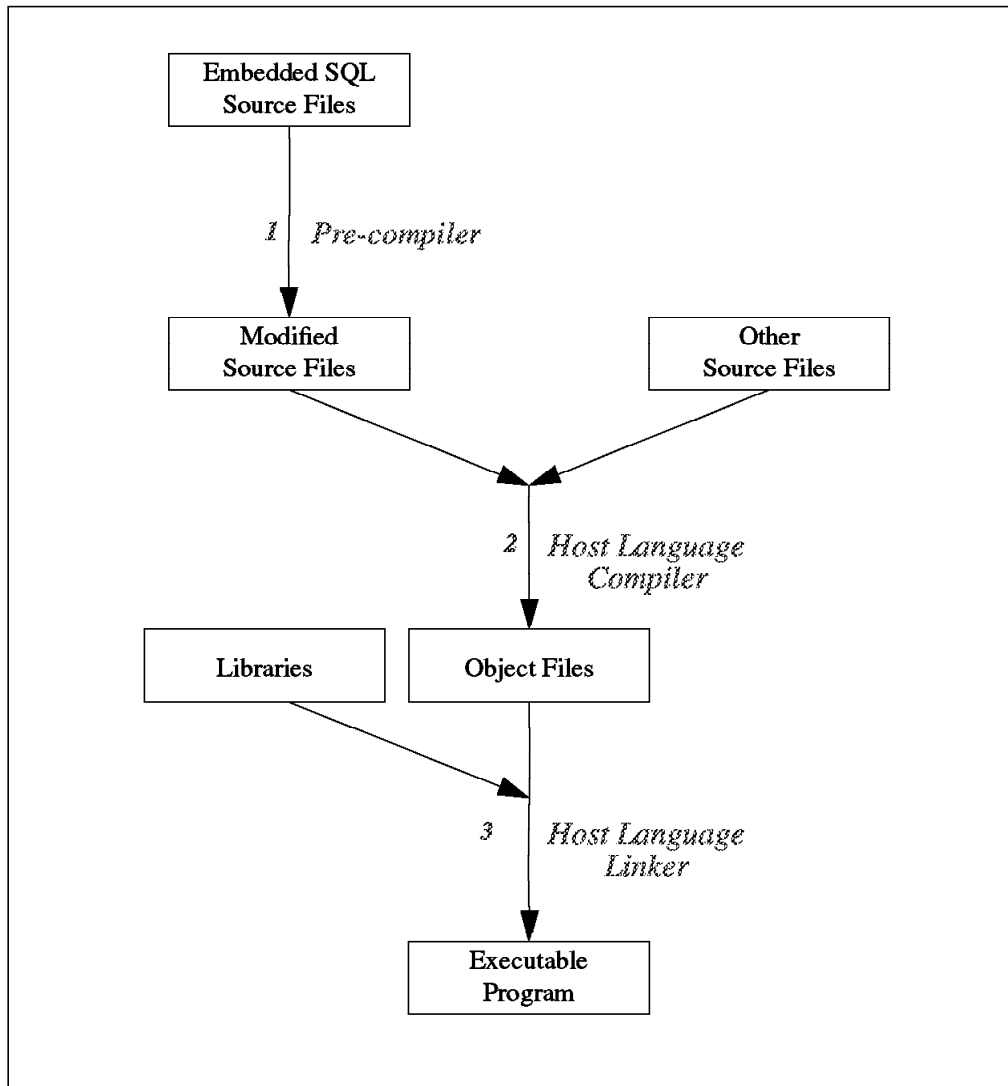 Embedded SQL
Source Files
1 Pre-compiler
Modified
Source Files
Other
Source Files
2 Host Language
Compiler
Libraries
Object Files
3 Host Language
Linker
Executable
Program